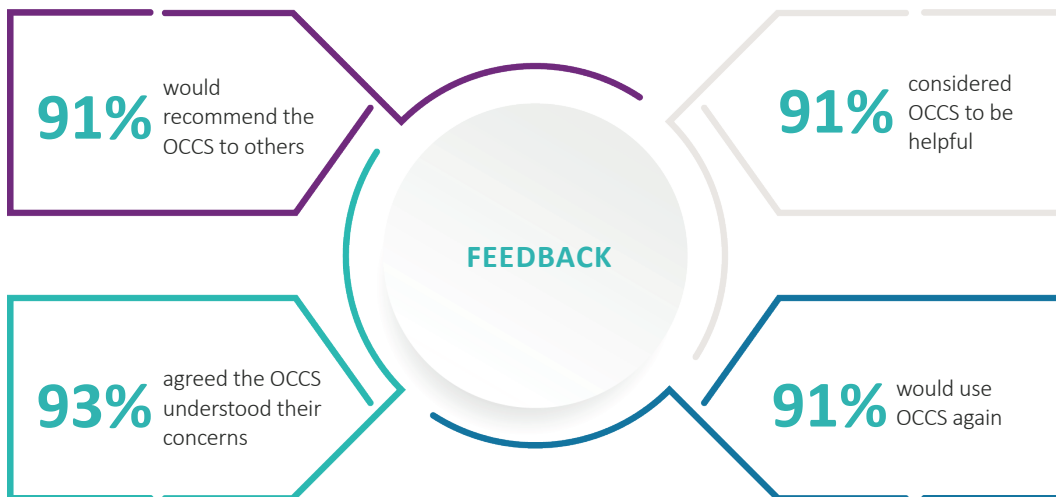 91%
would
recommend the
OCCS to others
91%
considered
OCCS to be
helpful
FEEDBACK
93%
agreed the OCCS
understood their
concerns
91%
would use
OCCS again